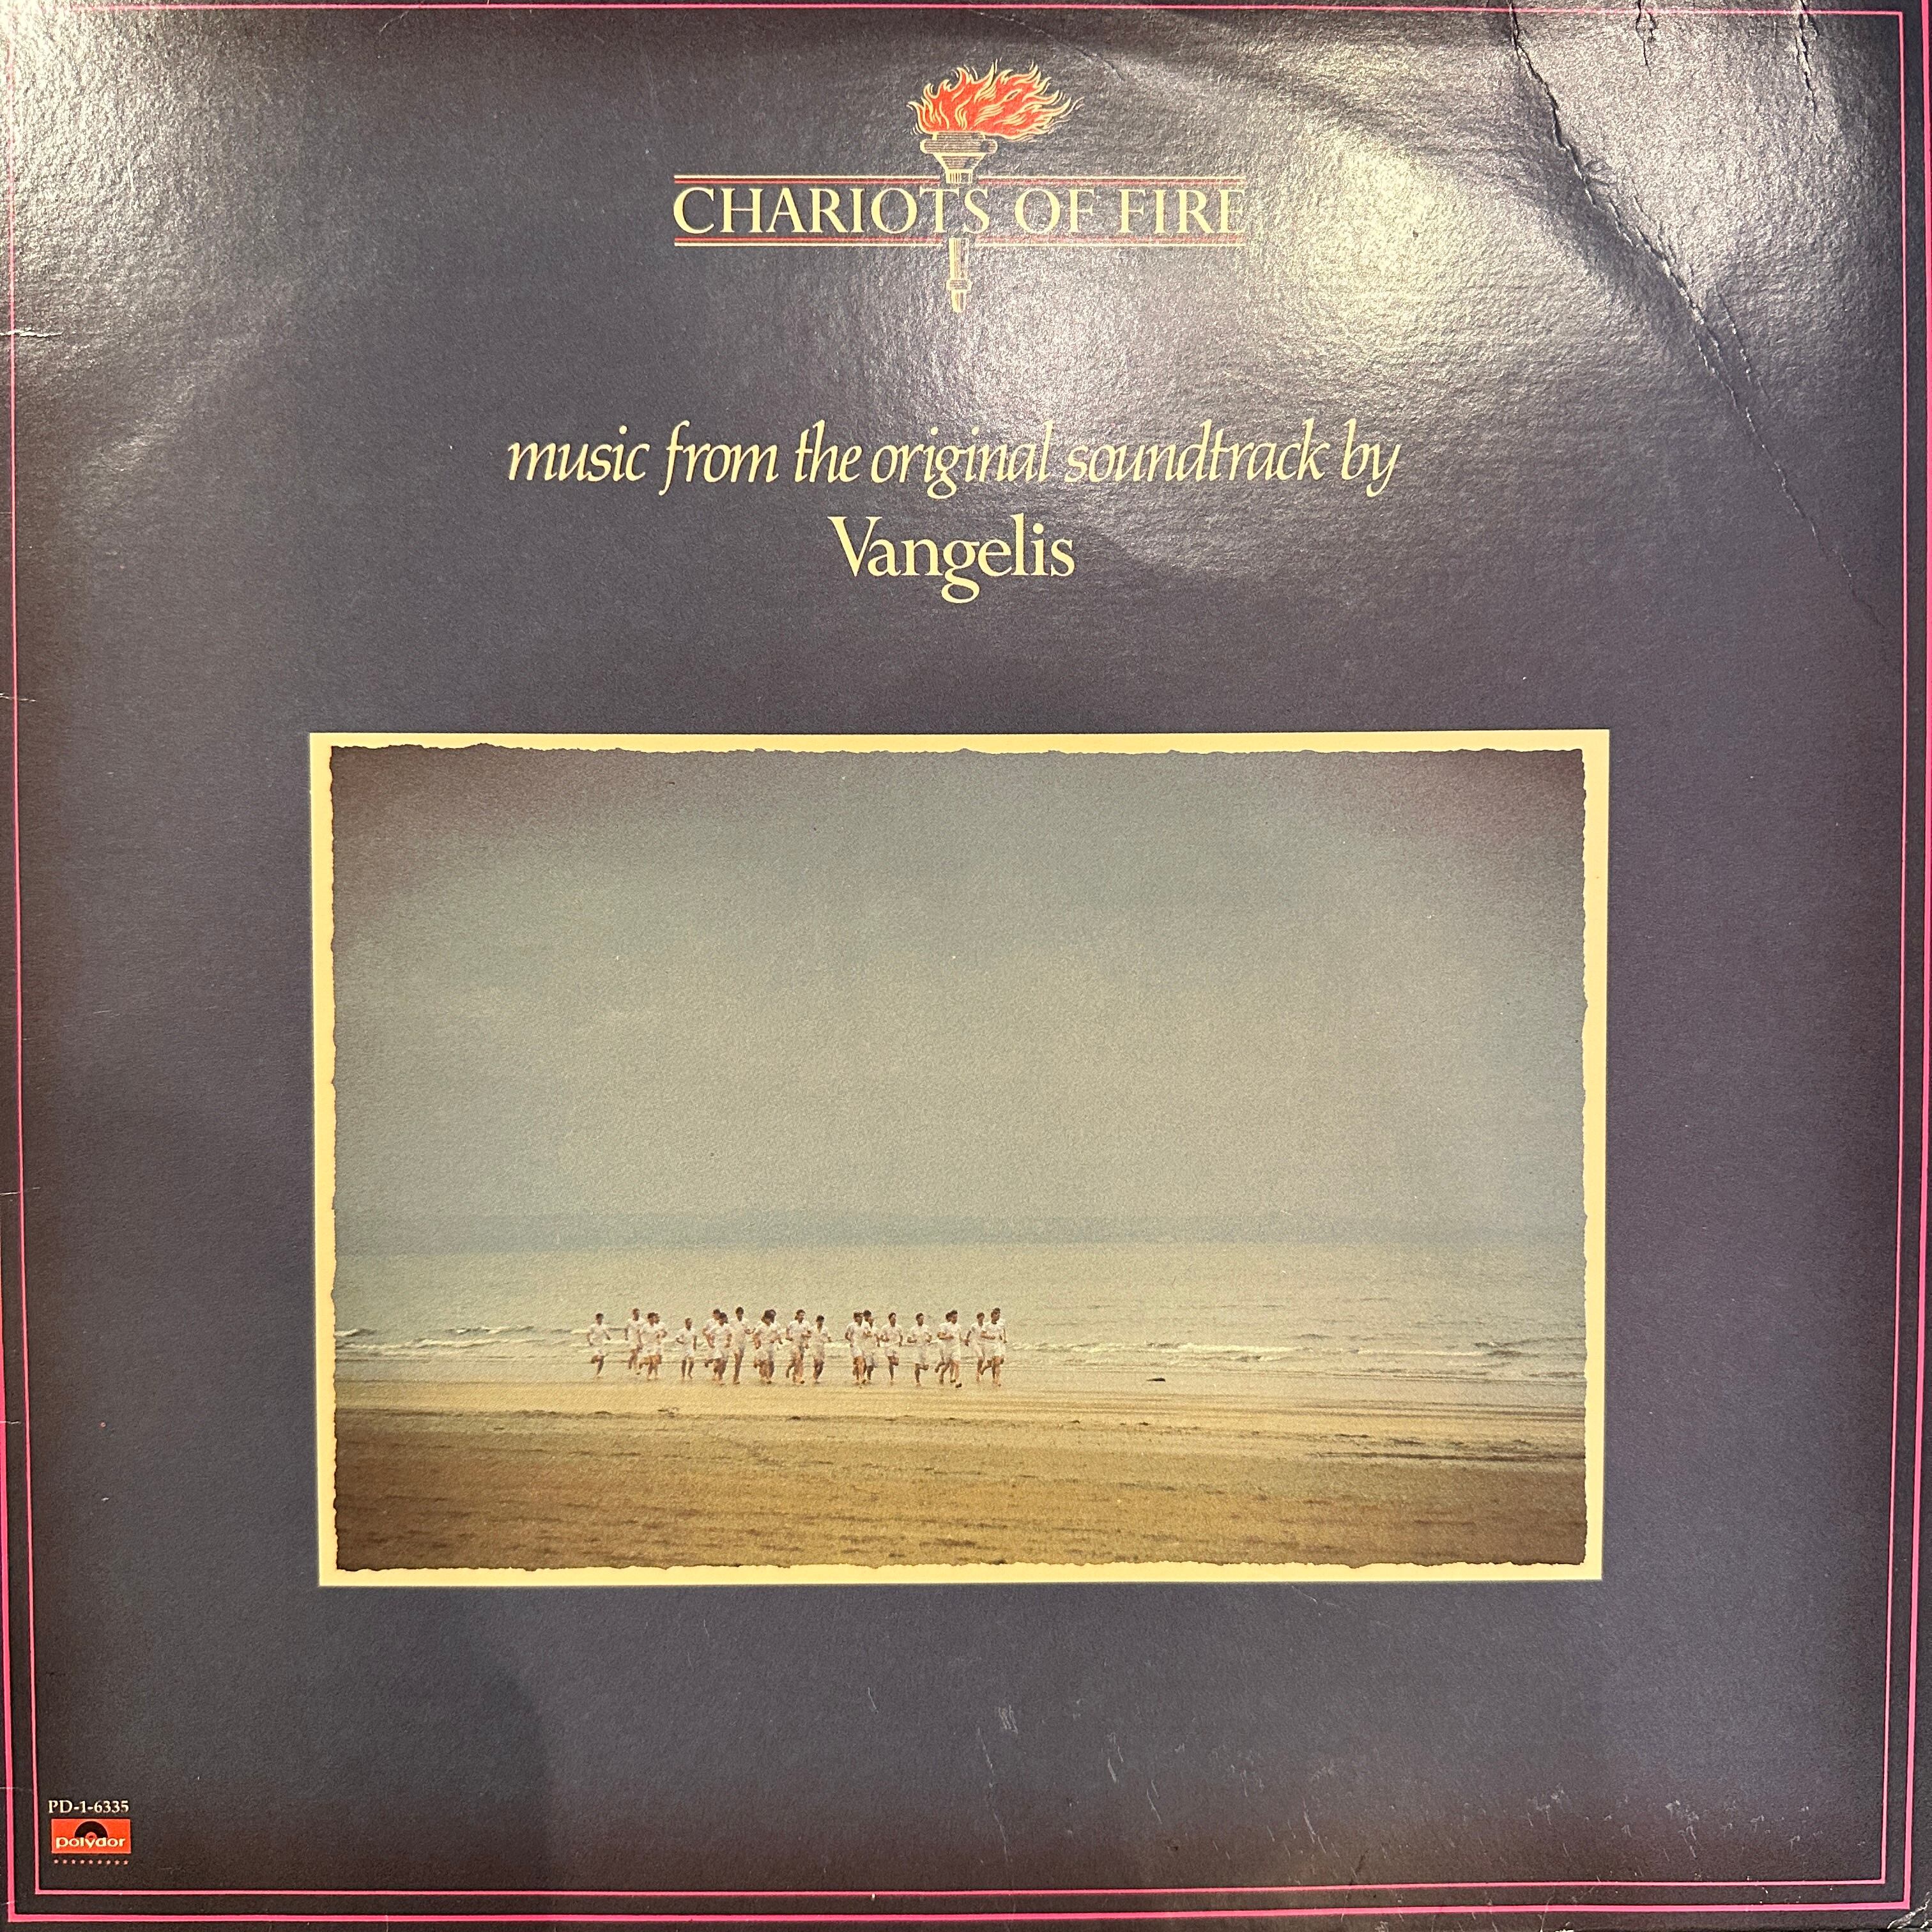 CHARIOTS OF FIRE
music from the original soundtrack by
Vangelis
PD-1-6335
polydor